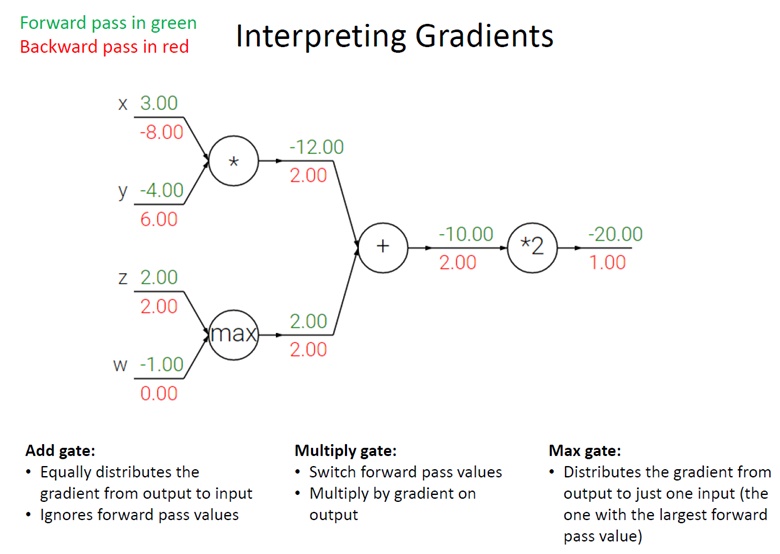 Forward pass in green
Backward pass in red
Interpreting Gradients
x 3.00
-8.00
*
-12.00
2.00
y -4.00
6.00
+
-10.00
2.00
*2
-20.00
1.00
z 2.00
2.00
max
2.00
2.00
w -1.00
0.00
Add gate:
• Equally distributes the
gradient from output to input
• Ignores forward pass values
Multiply gate:
• Switch forward pass values
• Multiply by gradient on
output
Max gate:
• Distributes the gradient from
output to just one input (the
one with the largest forward
pass value)